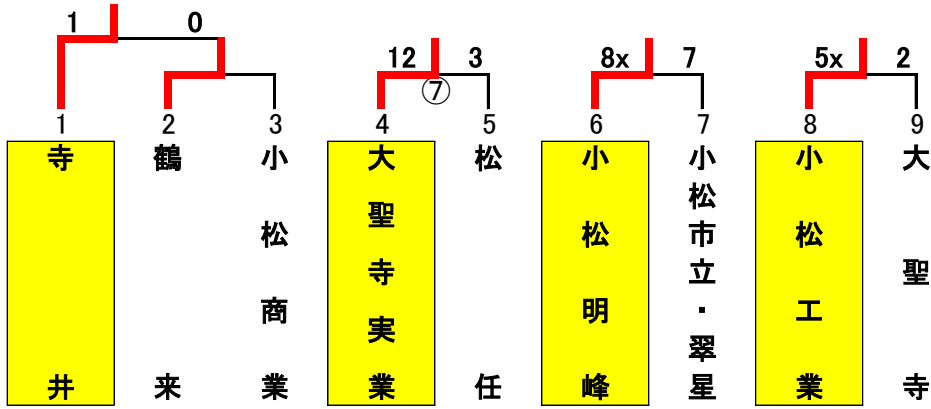 1 0
12 3 8x 7 5x 2
⑦
1 2 3 4 5 6 7 8 9
寺井
鶴来
小松商業
大聖寺実業
松任
小松明峰
小松市立・翠星
小松工業
大聖寺